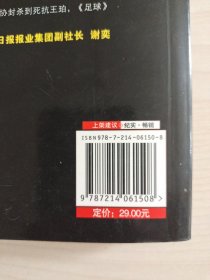 协封杀到死抗王珀，《足球》
日报报业集团副社长 谢奕
上架建议 纪实·畅销
ISBN 978-7-214-06150-8
9 787214 061508 >
定价：29.00元